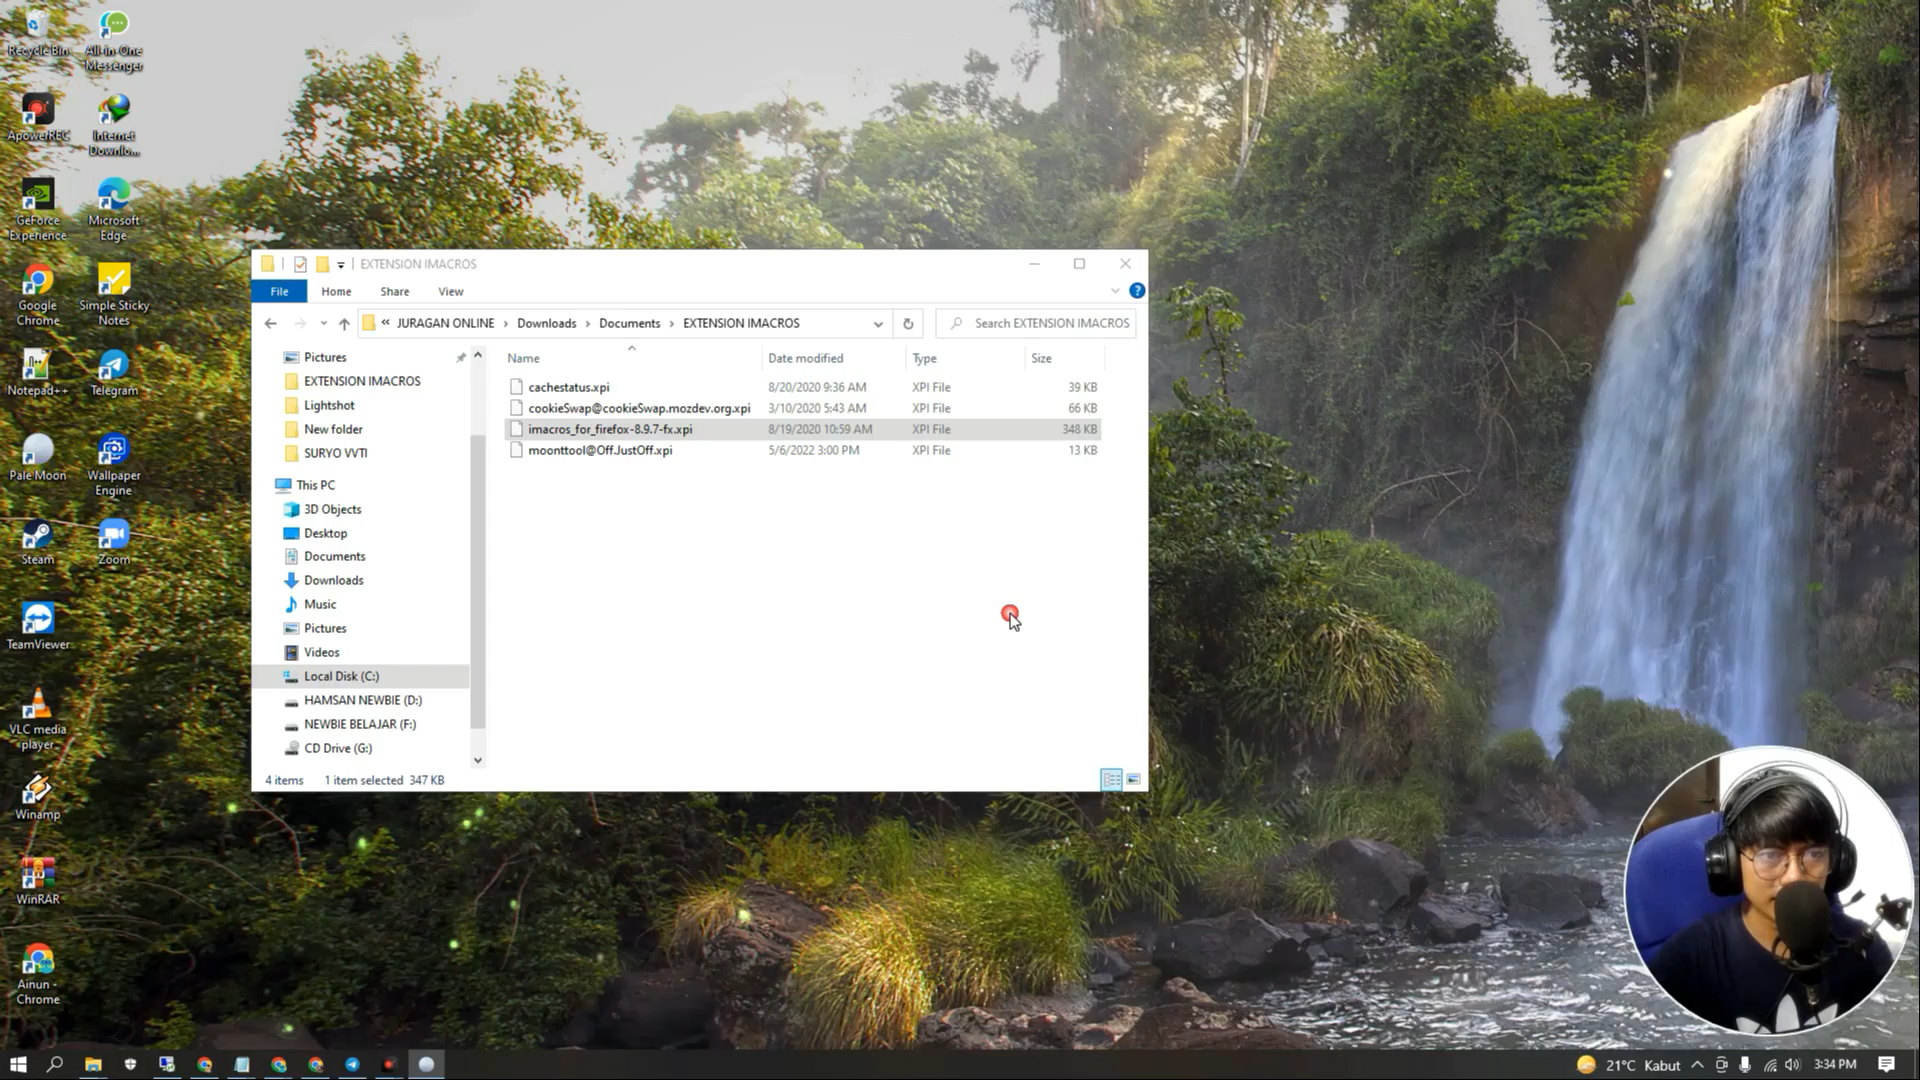 Recycle Bin
All-in-One
Messenger
ApowerREC
Internet
Downlo...
GeForce
Experience
Microsoft
Edge
Google
Chrome
Simple Sticky
Notes
Notepad++
Telegram
Pale Moon
Wallpaper
Engine
Steam
Zoom
TeamViewer
VLC media
player
Winamp
WinRAR
Ainun -
Chrome
EXTENSION IMACROS
File Home Share View
« JURAGAN ONLINE › Downloads › Documents › EXTENSION IMACROS
Search EXTENSION IMACROS
Pictures
EXTENSION IMACROS
Lightshot
New folder
SURYO VVTI
This PC
3D Objects
Desktop
Documents
Downloads
Music
Pictures
Videos
Local Disk (C:)
HAMSAN NEWBIE (D:)
NEWBIE BELAJAR (F:)
CD Drive (G:)
Name Date modified Type Size
cachestatus.xpi 8/20/2020 9:36 AM XPI File 39 KB
cookieSwap@cookieSwap.mozdev.org.xpi 3/10/2020 5:43 AM XPI File 66 KB
imacros_for_firefox-8.9.7-fx.xpi 8/19/2020 10:59 AM XPI File 348 KB
moonttool@Off.JustOff.xpi 5/6/2022 3:00 PM XPI File 13 KB
4 items 1 item selected 347 KB
21°C Kabut 3:34 PM